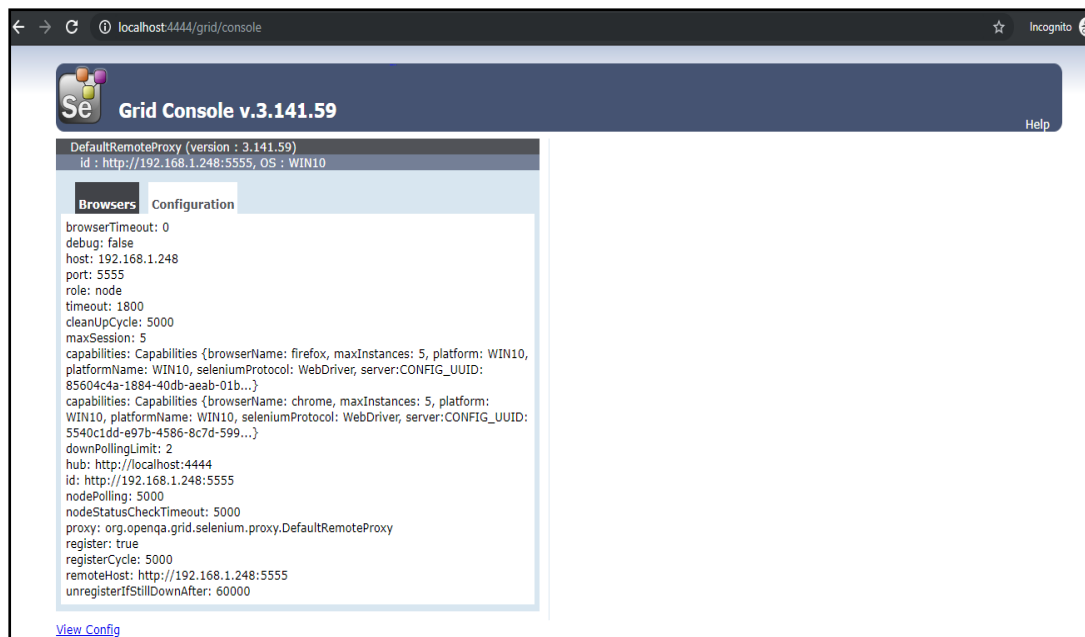 localhost:4444/grid/console
Incognito
Se
Grid Console v.3.141.59
Help
DefaultRemoteProxy (version : 3.141.59)
id : http://192.168.1.248:5555, OS : WIN10
Browsers Configuration
browserTimeout: 0
debug: false
host: 192.168.1.248
port: 5555
role: node
timeout: 1800
cleanUpCycle: 5000
maxSession: 5
capabilities: Capabilities {browserName: firefox, maxInstances: 5, platform: WIN10,
platformName: WIN10, seleniumProtocol: WebDriver, server:CONFIG_UUID:
85604c4a-1884-40db-aeab-01b...}
capabilities: Capabilities {browserName: chrome, maxInstances: 5, platform:
WIN10, platformName: WIN10, seleniumProtocol: WebDriver, server:CONFIG_UUID:
5540c1dd-e97b-4586-8c7d-599...}
downPollingLimit: 2
hub: http://localhost:4444
id: http://192.168.1.248:5555
nodePolling: 5000
nodeStatusCheckTimeout: 5000
proxy: org.openqa.grid.selenium.proxy.DefaultRemoteProxy
register: true
registerCycle: 5000
remoteHost: http://192.168.1.248:5555
unregisterIfStillDownAfter: 60000
View Config